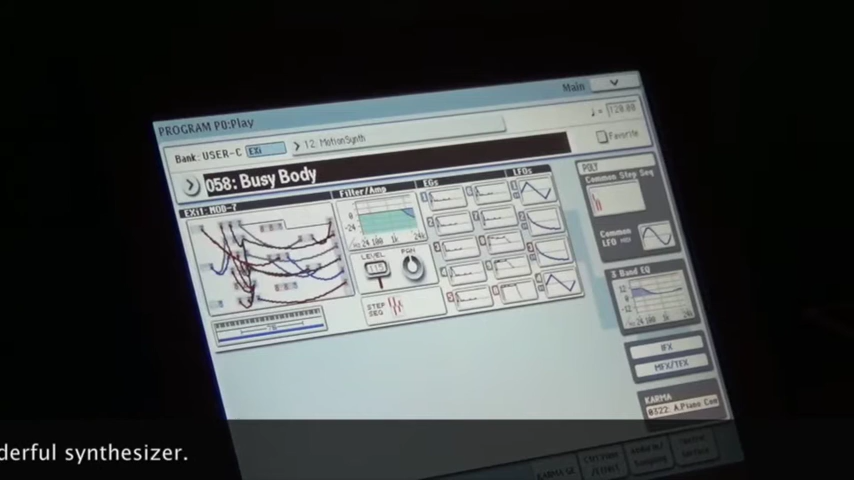 Main
PROGRAM P0:Play
♩ = 120.00
Bank: USER-C EXi
12: MotionSynth
Favorite
058: Busy Body
EXi1: MOD-7
Filter/Amp
EGs
LFOs
POLY
Common Step Seq
Common LFO
LEVEL
PAN
STEP SEQ
3 Band EQ
IFX
MFX/TFX
KARMA
derful synthesizer.